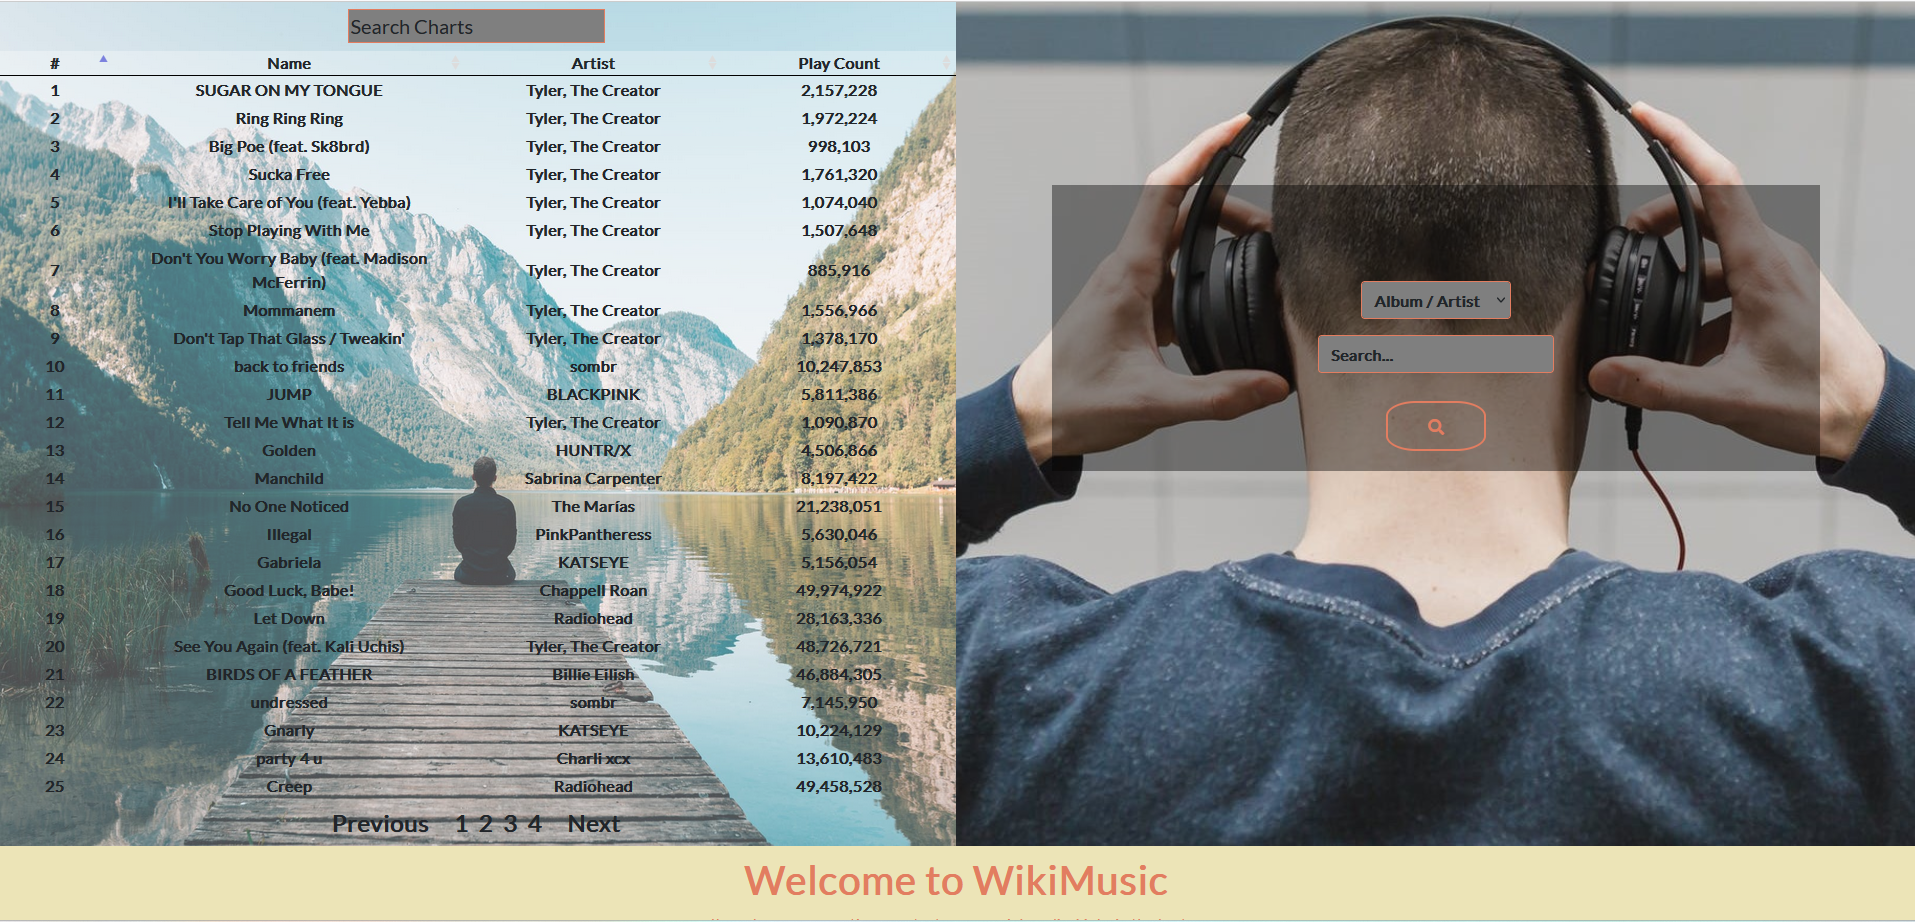 Search Charts
# Name Artist Play Count
1 SUGAR ON MY TONGUE Tyler, The Creator 2,157,228
2 Ring Ring Ring Tyler, The Creator 1,972,224
3 Big Poe (feat. Sk8brd) Tyler, The Creator 998,103
4 Sucka Free Tyler, The Creator 1,761,320
5 I'll Take Care of You (feat. Yebba) Tyler, The Creator 1,074,040
6 Stop Playing With Me Tyler, The Creator 1,507,648
7 Don't You Worry Baby (feat. Madison
McFerrin) Tyler, The Creator 885,916
8 Mommanem Tyler, The Creator 1,556,966
9 Don't Tap That Glass / Tweakin' Tyler, The Creator 1,378,170
10 back to friends sombr 10,247,853
11 JUMP BLACKPINK 5,811,386
12 Tell Me What It is Tyler, The Creator 1,090,870
13 Golden HUNTR/X 4,506,866
14 Manchild Sabrina Carpenter 8,197,422
15 No One Noticed The Marías 21,238,051
16 Illegal PinkPantheress 5,630,046
17 Gabriela KATSEYE 5,156,054
18 Good Luck, Babe! Chappell Roan 49,974,922
19 Let Down Radiohead 28,163,336
20 See You Again (feat. Kali Uchis) Tyler, The Creator 48,726,721
21 BIRDS OF A FEATHER Billie Eilish 46,884,305
22 undressed sombr 7,145,950
23 Gnarly KATSEYE 10,224,129
24 party 4 u Charli xcx 13,610,483
25 Creep Radiohead 49,458,528
Previous 1 2 3 4 Next
Album / Artist
Search...
Welcome to WikiMusic